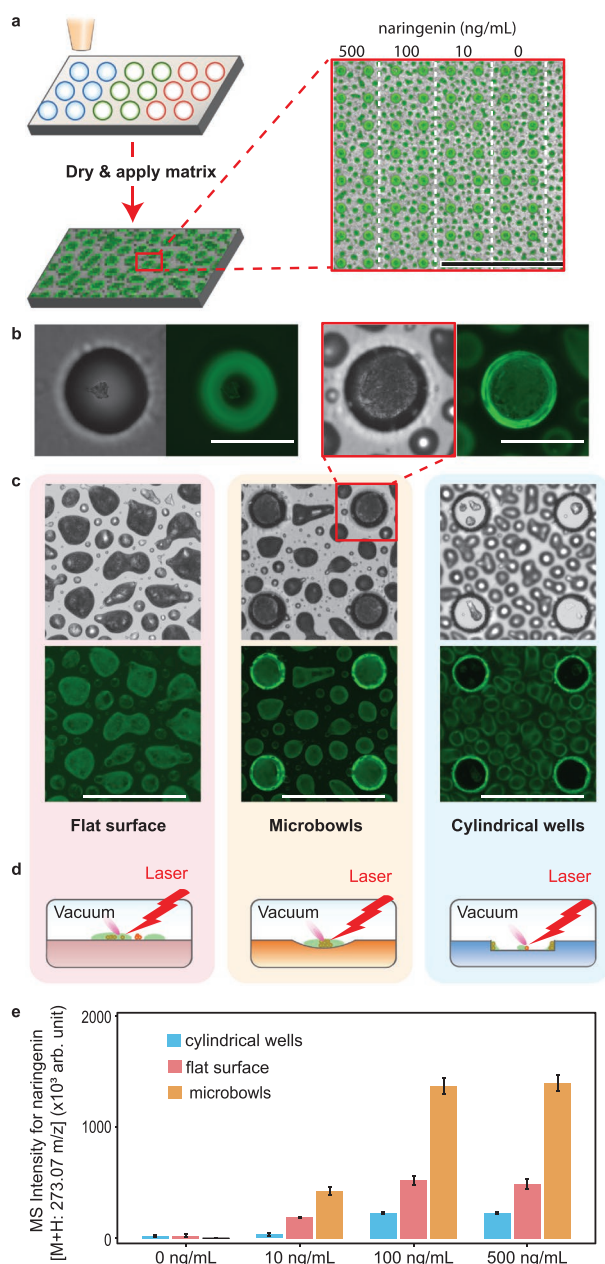 a
naringenin (ng/mL)
500 100 10 0
Dry & apply matrix
b
c
Flat surface Microbowls Cylindrical wells
d
Laser Laser Laser
Vacuum Vacuum Vacuum
e
MS Intensity for naringenin
[M+H: 273.07 m/z] (x10³ arb. unit)
2000
1000
0
cylindrical wells
flat surface
microbowls
0 ng/mL 10 ng/mL 100 ng/mL 500 ng/mL